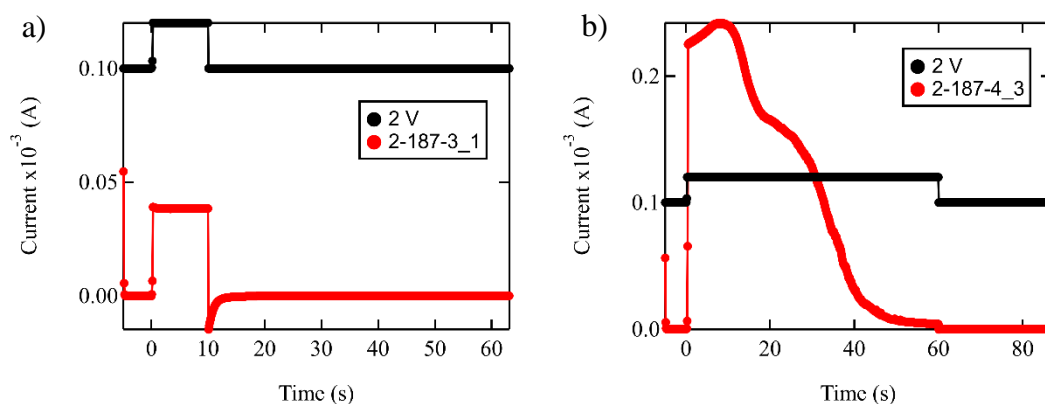 a)
Current x10⁻³ (A)
0.10
0.05
0.00
2 V
2-187-3_1
0 10 20 30 40 50 60
Time (s)
b)
Current x10⁻³ (A)
0.2
0.1
0.0
2 V
2-187-4_3
0 20 40 60 80
Time (s)